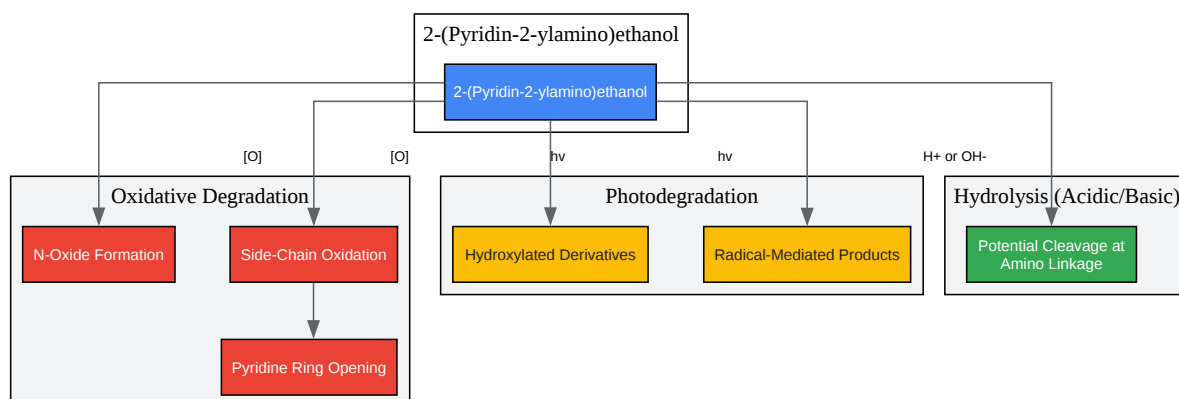 2-(Pyridin-2-ylamino)ethanol
2-(Pyridin-2-ylamino)ethanol
[O]
[O]
hv
hv
H+ or OH-
Oxidative Degradation
Photodegradation
Hydrolysis (Acidic/Basic)
N-Oxide Formation
Side-Chain Oxidation
Hydroxylated Derivatives
Radical-Mediated Products
Potential Cleavage at
Amino Linkage
Pyridine Ring Opening